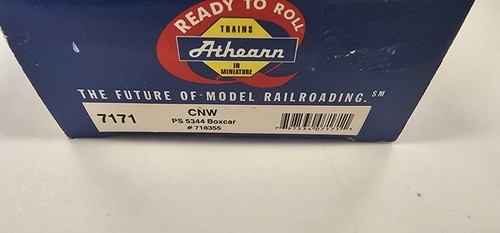 READY TO ROLL
TRAINS
Athearn
IN
MINIATURE
THE FUTURE OF MODEL RAILROADING. SM
7171
CNW
PS 5344 Boxcar
# 718355